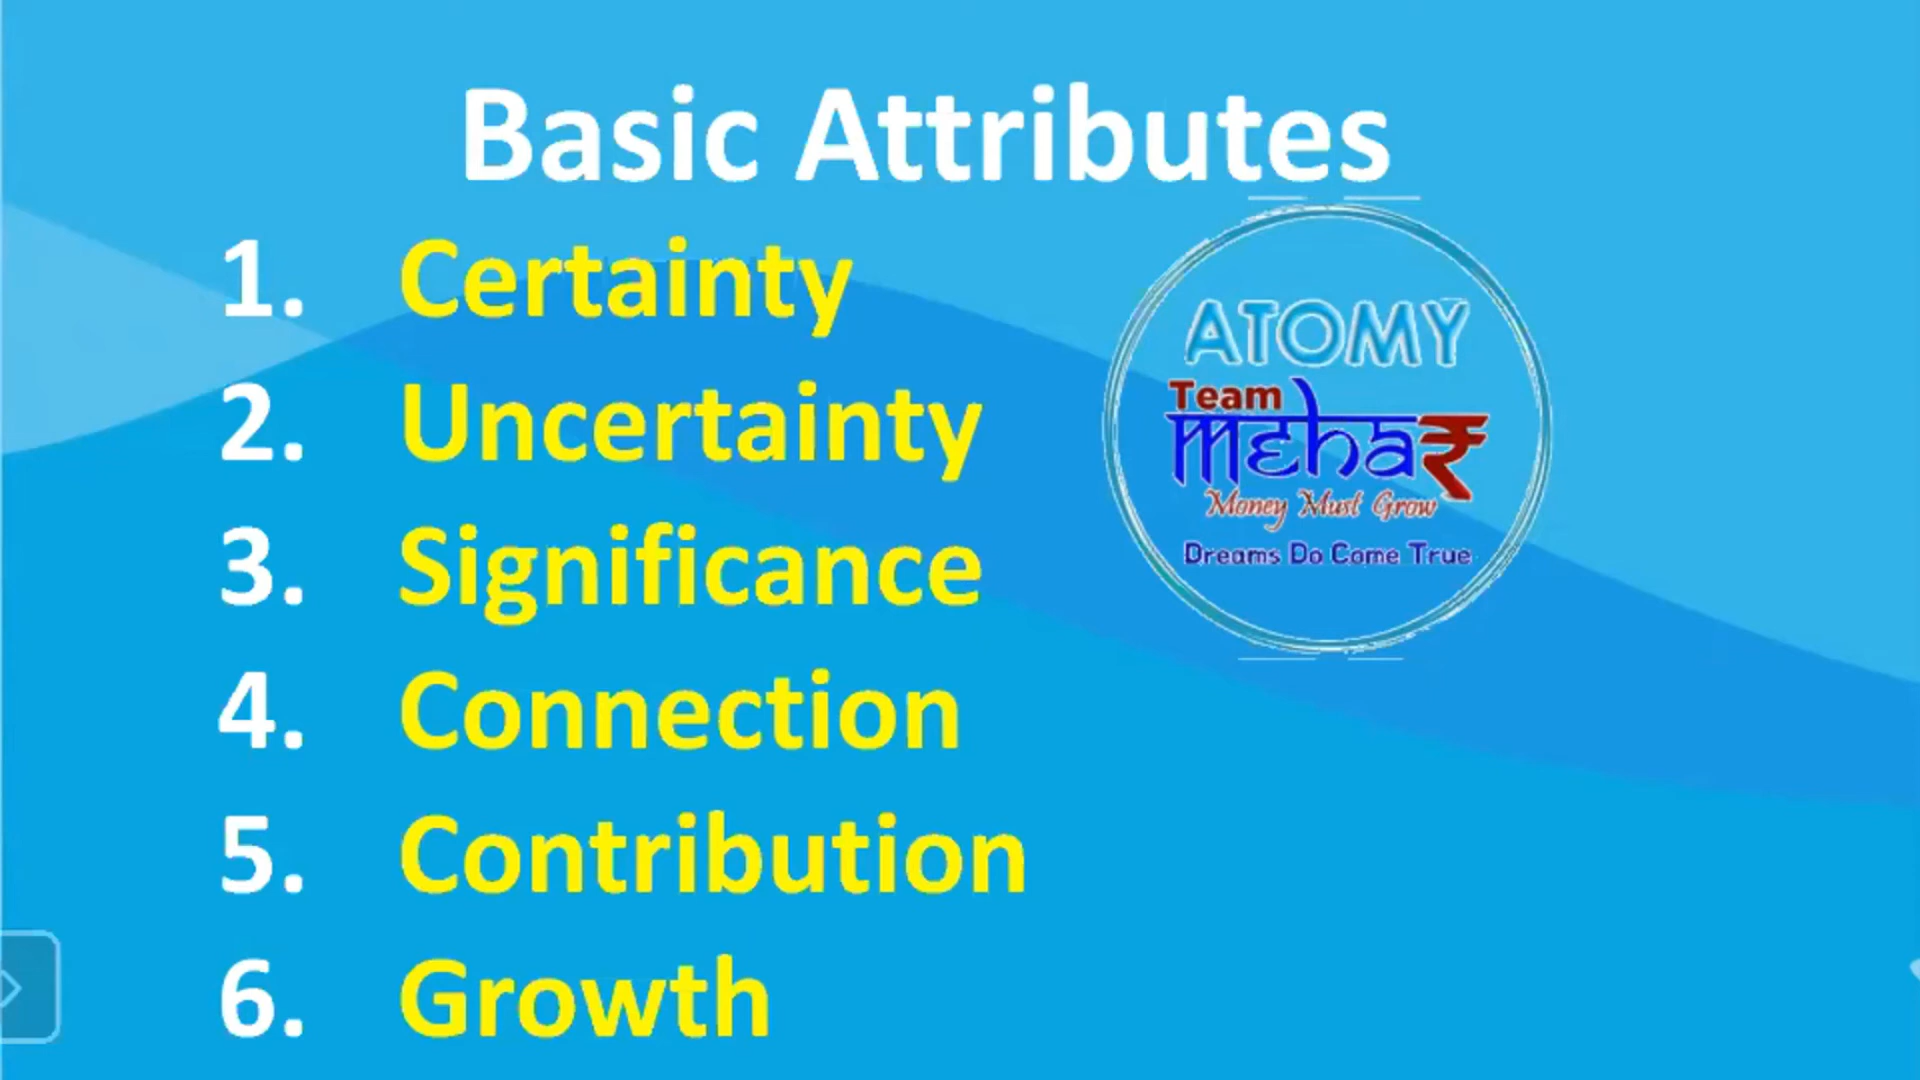 Basic Attributes
1. Certainty
2. Uncertainty
3. Significance
4. Connection
5. Contribution
6. Growth
ATOMY
Team
Mehar
Money Must Grow
Dreams Do Come True